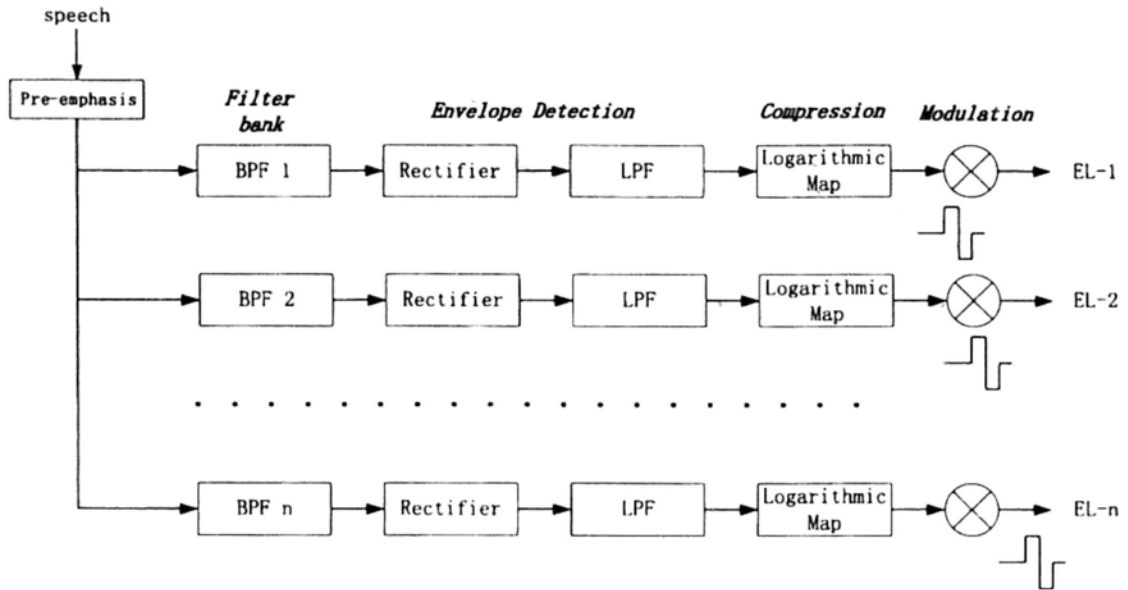 speech
Pre-emphasis
Filter
bank
Envelope Detection
Compression
Modulation
BPF 1
Rectifier
LPF
Logarithmic
Map
EL-1
BPF 2
Rectifier
LPF
Logarithmic
Map
EL-2
BPF n
Rectifier
LPF
Logarithmic
Map
EL-n